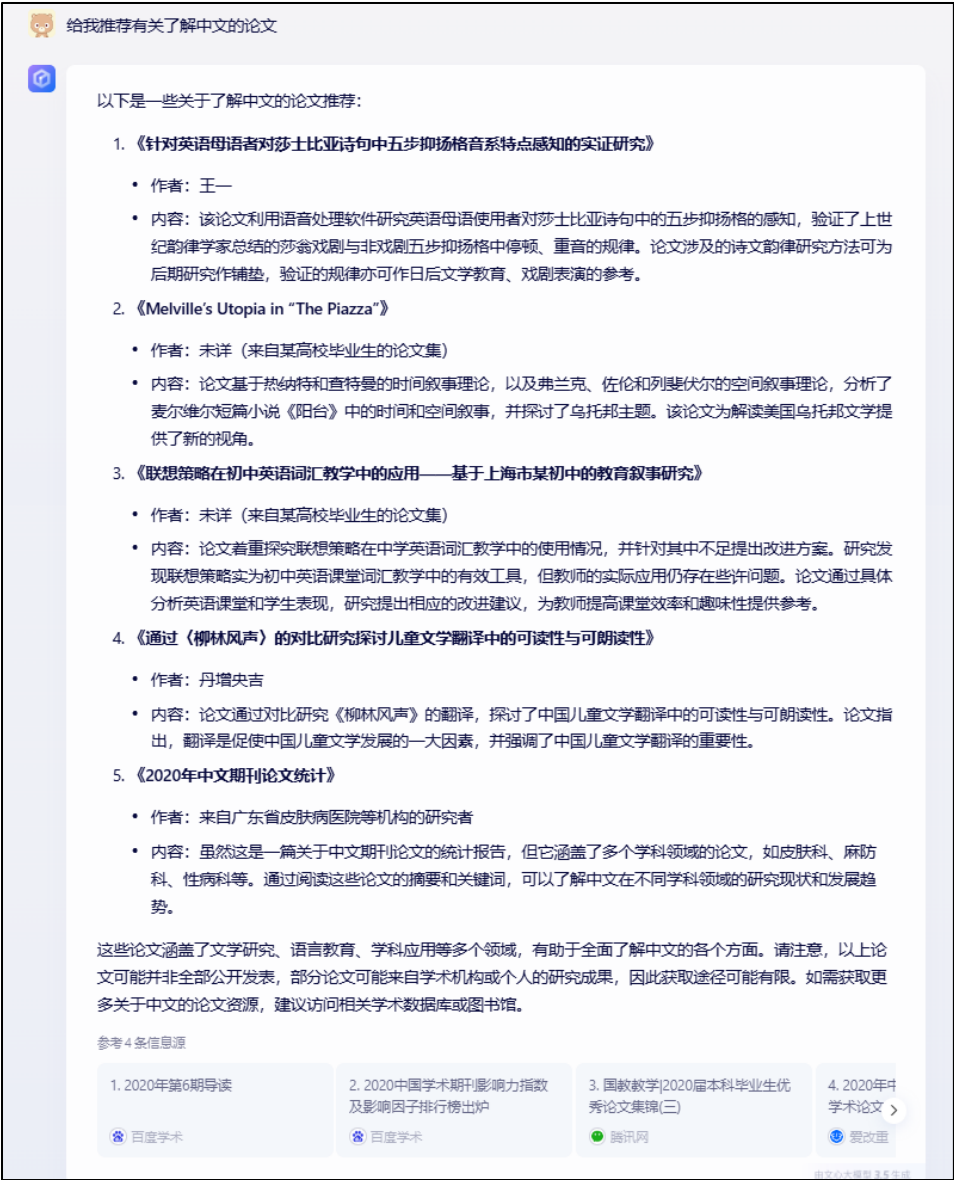 给我推荐有关了解中文的论文
以下是一些关于了解中文的论文推荐：
1. 《针对英语母语者对莎士比亚诗句中五步抑扬格音系特点感知的实证研究》
• 作者：王一
• 内容：该论文利用语音处理软件研究英语母语使用者对莎士比亚诗句中的五步抑扬格的感知，验证了上世
纪韵律学家总结的莎翁戏剧与非戏剧五步抑扬格中停顿、重音的规律。论文涉及的诗文韵律研究方法可为
后期研究作铺垫，验证的规律亦可作日后文学教育、戏剧表演的参考。
2. 《Melville’s Utopia in “The Piazza”》
• 作者：未详（来自某高校毕业生的论文集）
• 内容：论文基于热纳特和查特曼的时间叙事理论，以及弗兰克、佐伦和列斐伏尔的空间叙事理论，分析了
麦尔维尔短篇小说《阳台》中的时间和空间叙事，并探讨了乌托邦主题。该论文为解读美国乌托邦文学提
供了新的视角。
3. 《联想策略在初中英语词汇教学中的应用——基于上海市某初中的教育叙事研究》
• 作者：未详（来自某高校毕业生的论文集）
• 内容：论文着重探究联想策略在中学英语词汇教学中的使用情况，并针对其中不足提出改进方案。研究发
现联想策略实为初中英语课堂词汇教学中的有效工具，但教师的实际应用仍存在些许问题。论文通过具体
分析英语课堂和学生表现，研究提出相应的改进建议，为教师提高课堂效率和趣味性提供参考。
4. 《通过〈柳林风声〉的对比研究探讨儿童文学翻译中的可读性与可朗读性》
• 作者：丹增央吉
• 内容：论文通过对比研究《柳林风声》的翻译，探讨了中国儿童文学翻译中的可读性与可朗读性。论文指
出，翻译是促使中国儿童文学发展的一大因素，并强调了中国儿童文学翻译的重要性。
5. 《2020年中文期刊论文统计》
• 作者：来自广东省皮肤病医院等机构的研究者
• 内容：虽然这是一篇关于中文期刊论文的统计报告，但它涵盖了多个学科领域的论文，如皮肤科、麻防
科、性病科等。通过阅读这些论文的摘要和关键词，可以了解中文在不同学科领域的研究现状和发展趋
势。
这些论文涵盖了文学研究、语言教育、学科应用等多个领域，有助于全面了解中文的各个方面。请注意，以上论
文可能并非全部公开发表，部分论文可能来自学术机构或个人的研究成果，因此获取途径可能有限。如需获取更
多关于中文的论文资源，建议访问相关学术数据库或图书馆。
参考4条信息源
1. 2020年第6期导读
百度学术
2. 2020中国学术期刊影响力指数
及影响因子排行榜出炉
百度学术
3. 国教教学|2020届本科毕业生优
秀论文集锦(三)
腾讯网
4. 2020年中
学术论文
爱改重
由文心大模型 3.5 生成